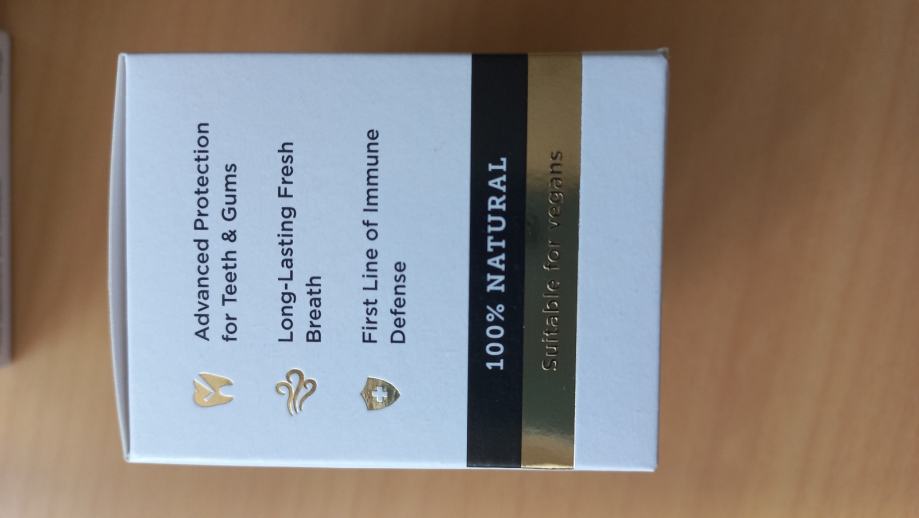 Advanced Protection
for Teeth & Gums
Long-Lasting Fresh
Breath
First Line of Immune
Defense
100% NATURAL
Suitable for vegans